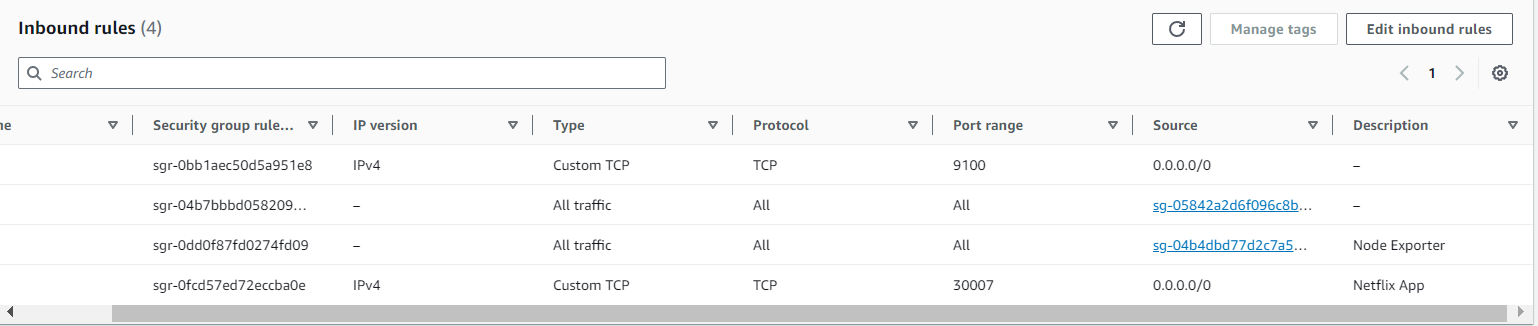 Inbound rules (4)
Manage tags
Edit inbound rules
Search
1
ne Security group rule... IP version Type Protocol Port range Source Description
sgr-0bb1aec50d5a951e8 IPv4 Custom TCP TCP 9100 0.0.0.0/0 –
sgr-04b7bbbd058209... – All traffic All All sg-05842a2d6f096c8b... –
sgr-0dd0f87fd0274fd09 – All traffic All All sg-04b4dbd77d2c7a5... Node Exporter
sgr-0fcd57ed72eccba0e IPv4 Custom TCP TCP 30007 0.0.0.0/0 Netflix App